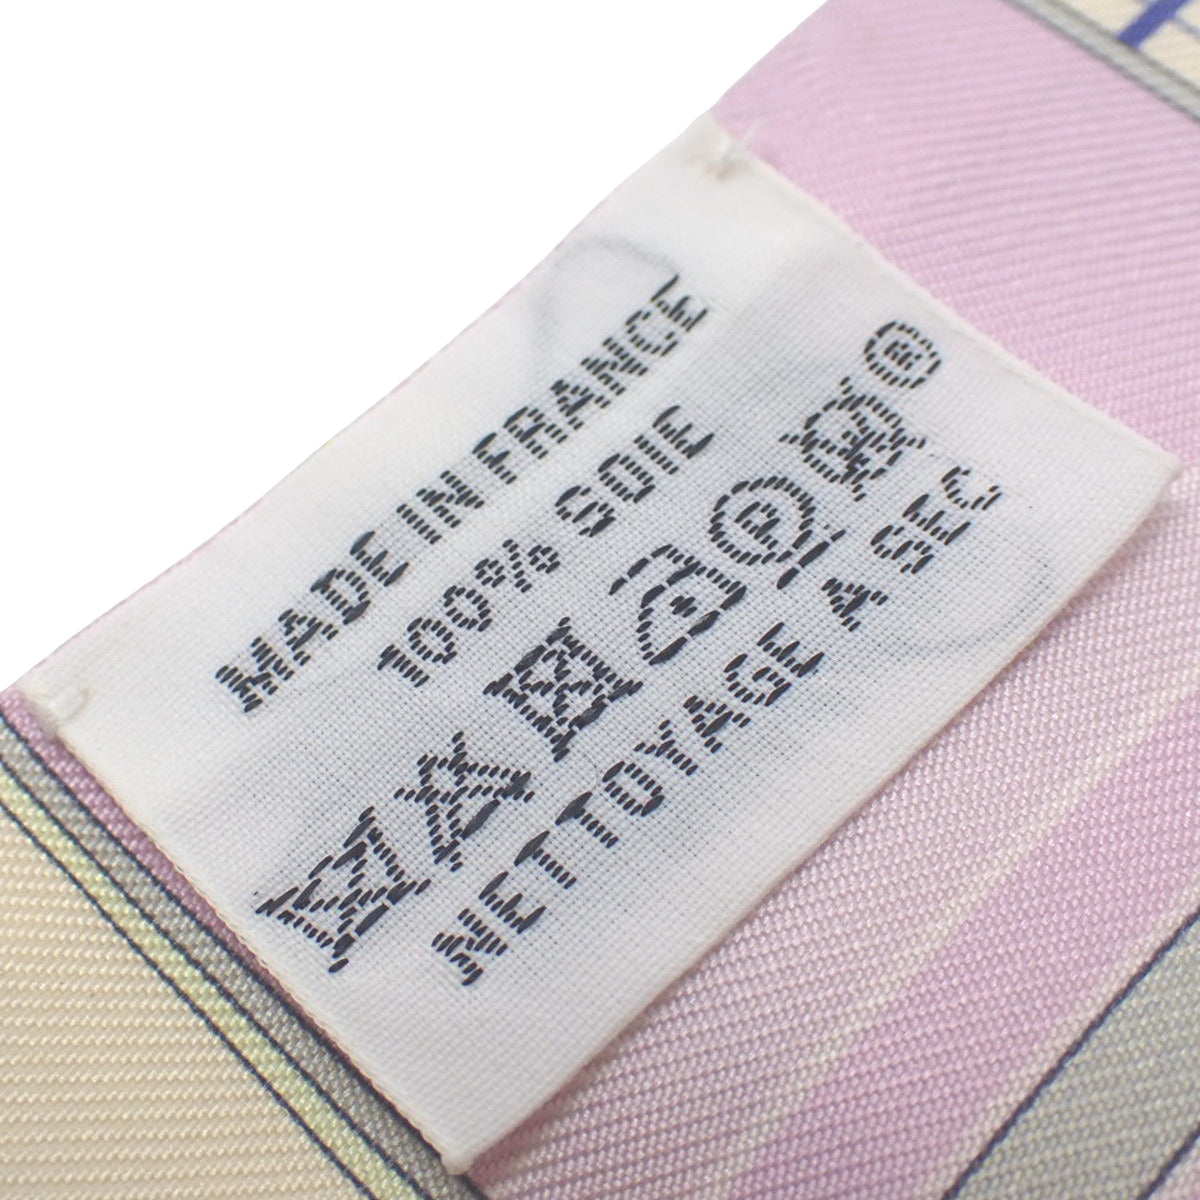 MADE IN FRANCE
100% SOIE
P ®
NETTOYAGE A SEC